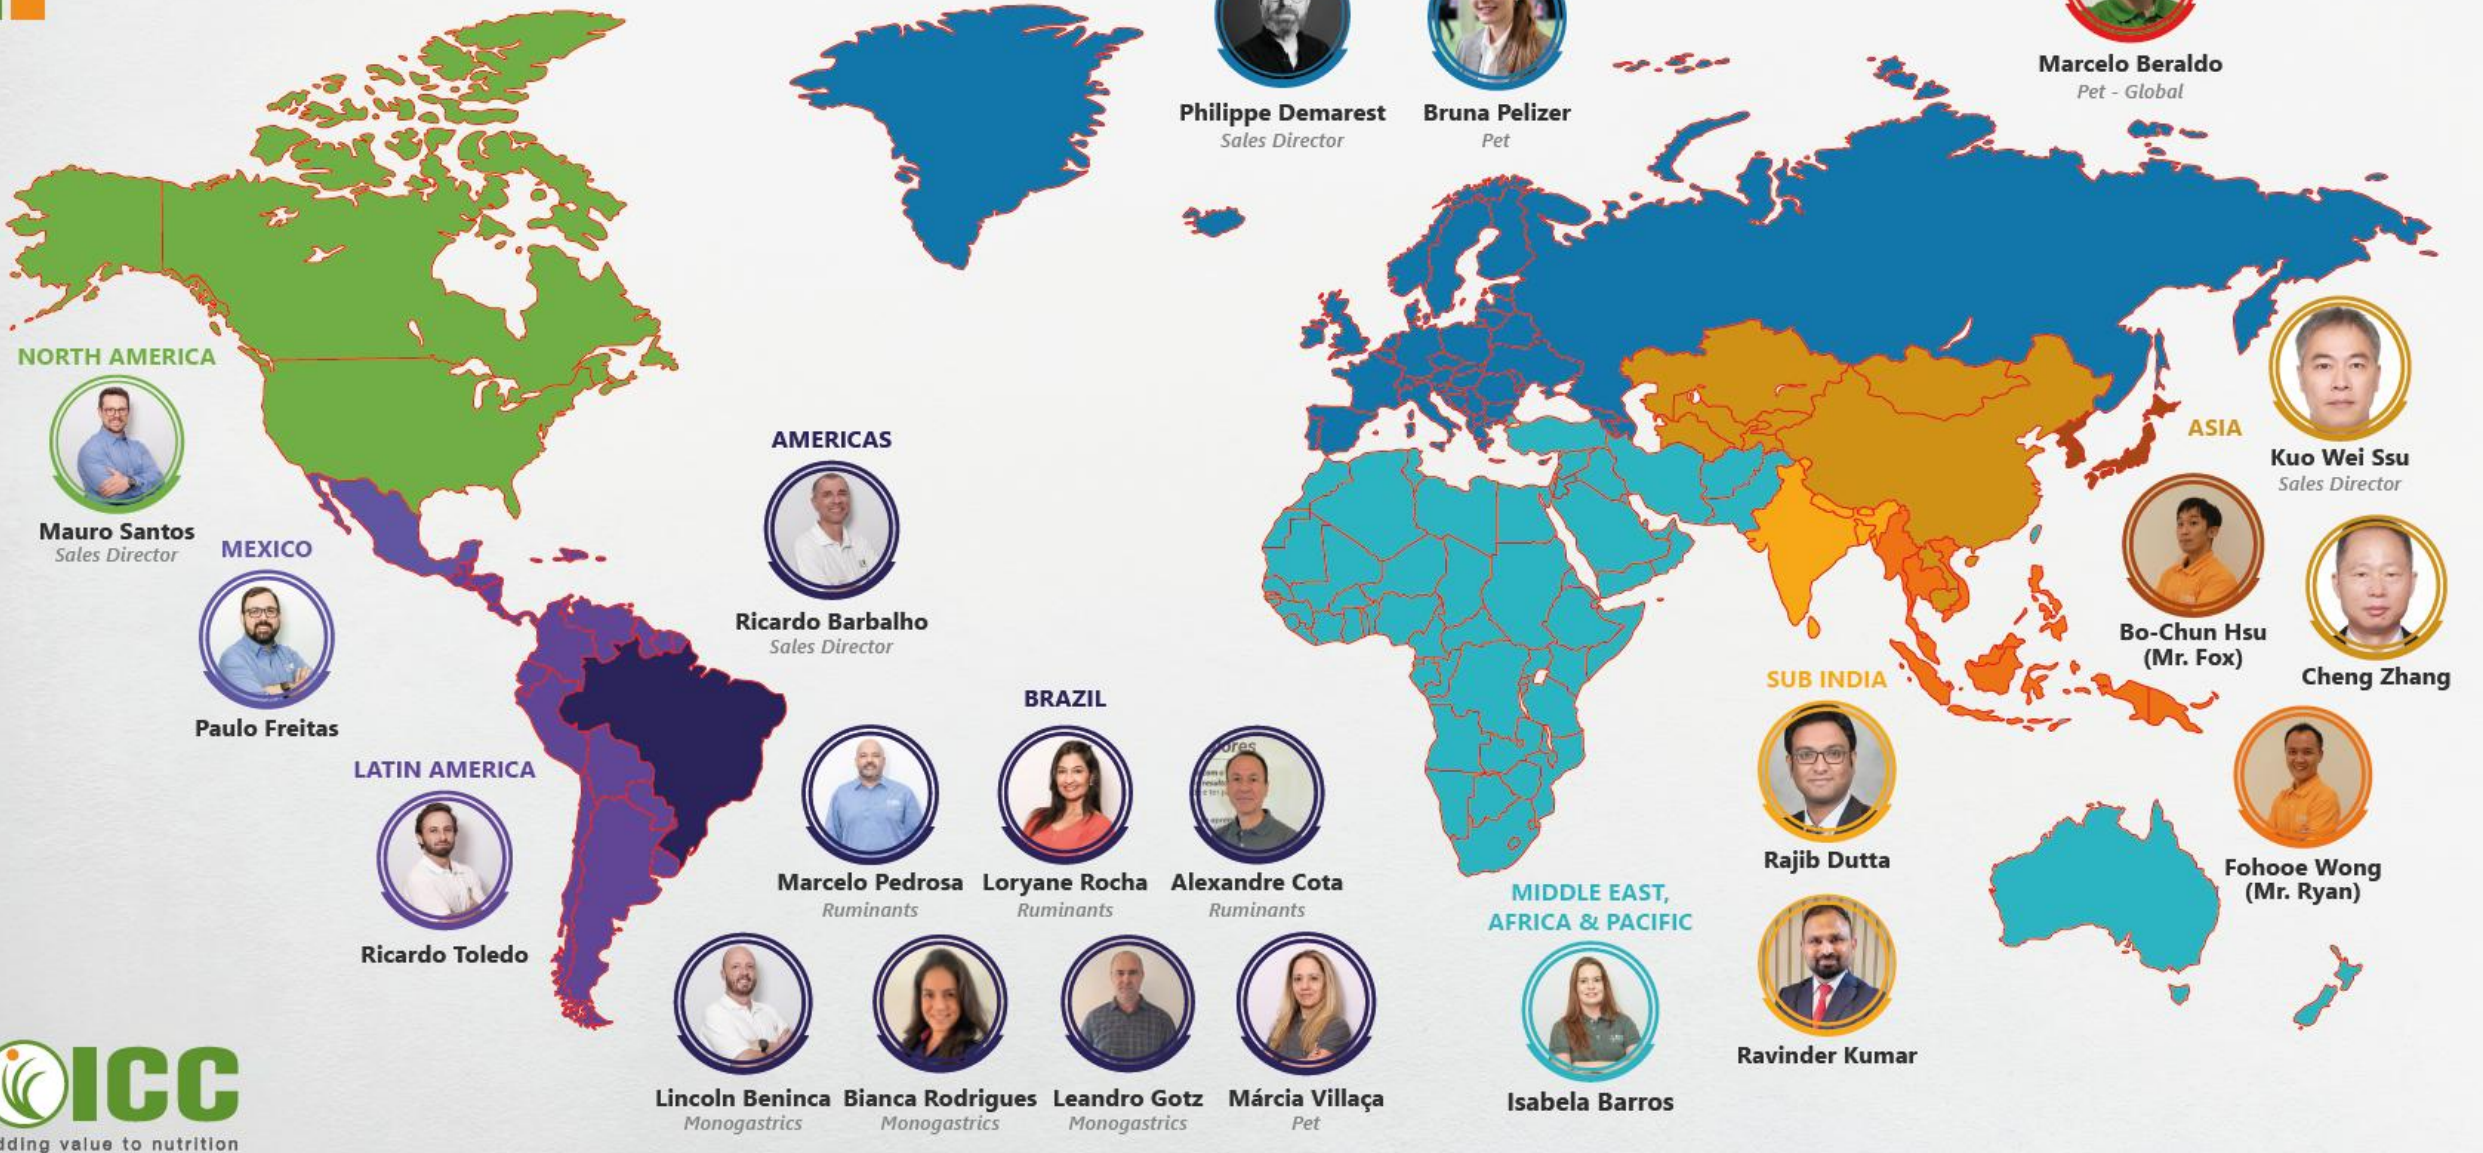 Marcelo Beraldo
Pet - Global
Philippe Demarest
Sales Director
Bruna Pelizer
Pet
NORTH AMERICA
Mauro Santos
Sales Director
MEXICO
Paulo Freitas
LATIN AMERICA
Ricardo Toledo
AMERICAS
Ricardo Barbalho
Sales Director
BRAZIL
Marcelo Pedrosa
Ruminants
Loryane Rocha
Ruminants
Alexandre Cota
Ruminants
Lincoln Beninca
Monogastrics
Bianca Rodrigues
Monogastrics
Leandro Gotz
Monogastrics
Márcia Villaça
Pet
MIDDLE EAST,
AFRICA & PACIFIC
Isabela Barros
SUB INDIA
Rajib Dutta
Ravinder Kumar
ASIA
Kuo Wei Ssu
Sales Director
Bo-Chun Hsu
(Mr. Fox)
Cheng Zhang
Fohooe Wong
(Mr. Ryan)
ICC
dding value to nutrition